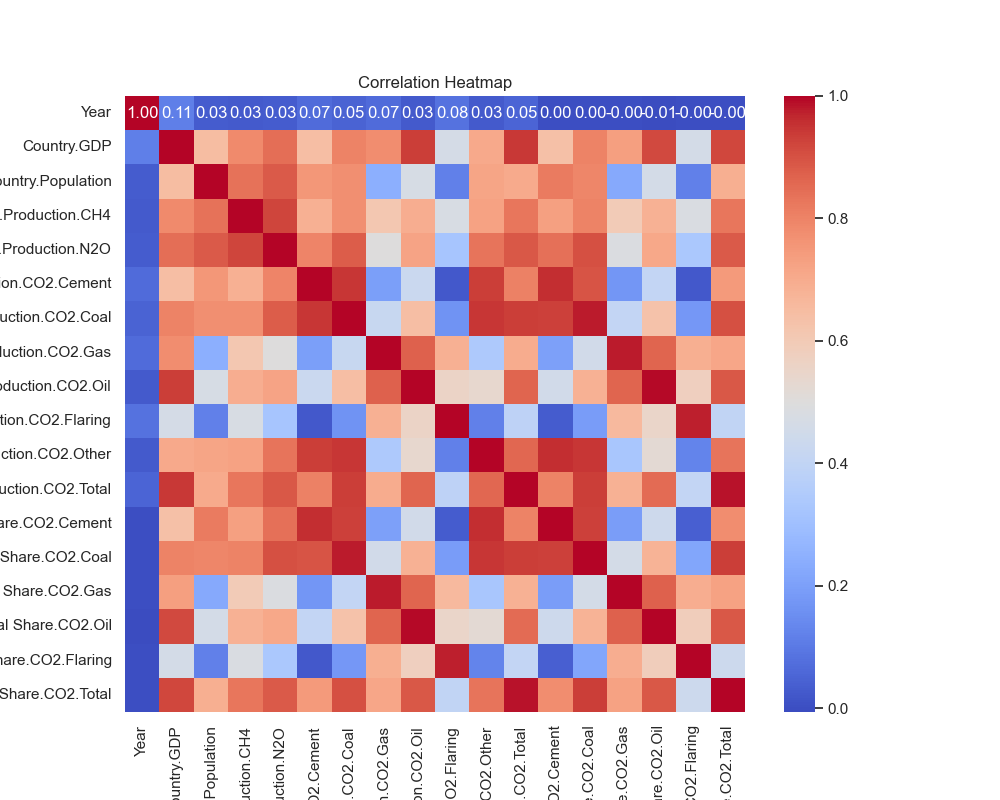 Correlation Heatmap
Year 1.00 0.11 0.03 0.03 0.03 0.07 0.05 0.07 0.03 0.08 0.03 0.05 0.00 0.00 -0.00 -0.01 -0.00 -0.00
Country.GDP
ountry.Population
.Production.CH4
.Production.N2O
ion.CO2.Cement
uction.CO2.Coal
luction.CO2.Gas
oduction.CO2.Oil
tion.CO2.Flaring
ction.CO2.Other
uction.CO2.Total
are.CO2.Cement
Share.CO2.Coal
Share.CO2.Gas
al Share.CO2.Oil
hare.CO2.Flaring
Share.CO2.Total
1.0
0.8
0.6
0.4
0.2
0.0
Year
ountry.GDP
Population
uction.CH4
uction.N2O
O2.Cement
.CO2.Coal
n.CO2.Gas
on.CO2.Oil
O2.Flaring
CO2.Other
.CO2.Total
O2.Cement
e.CO2.Coal
e.CO2.Gas
re.CO2.Oil
CO2.Flaring
e.CO2.Total